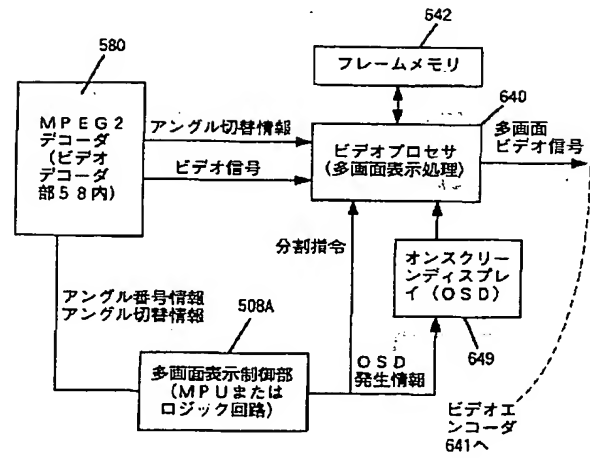 642
フレームメモリ
580
MPEG2
デコーダ
(ビデオ
デコーダ
部58内)
アングル切替情報
ビデオ信号
640
ビデオプロセサ
(多画面表示処理)
多画面
ビデオ信号
分割指令
オンスクリー
ンディスプレ
イ(OSD)
649
アングル番号情報
アングル切替情報
508A
多画面表示制御部
(MPUまたは
ロジック回路)
OSD
発生情報
ビデオエ
ンコーダ
641へ